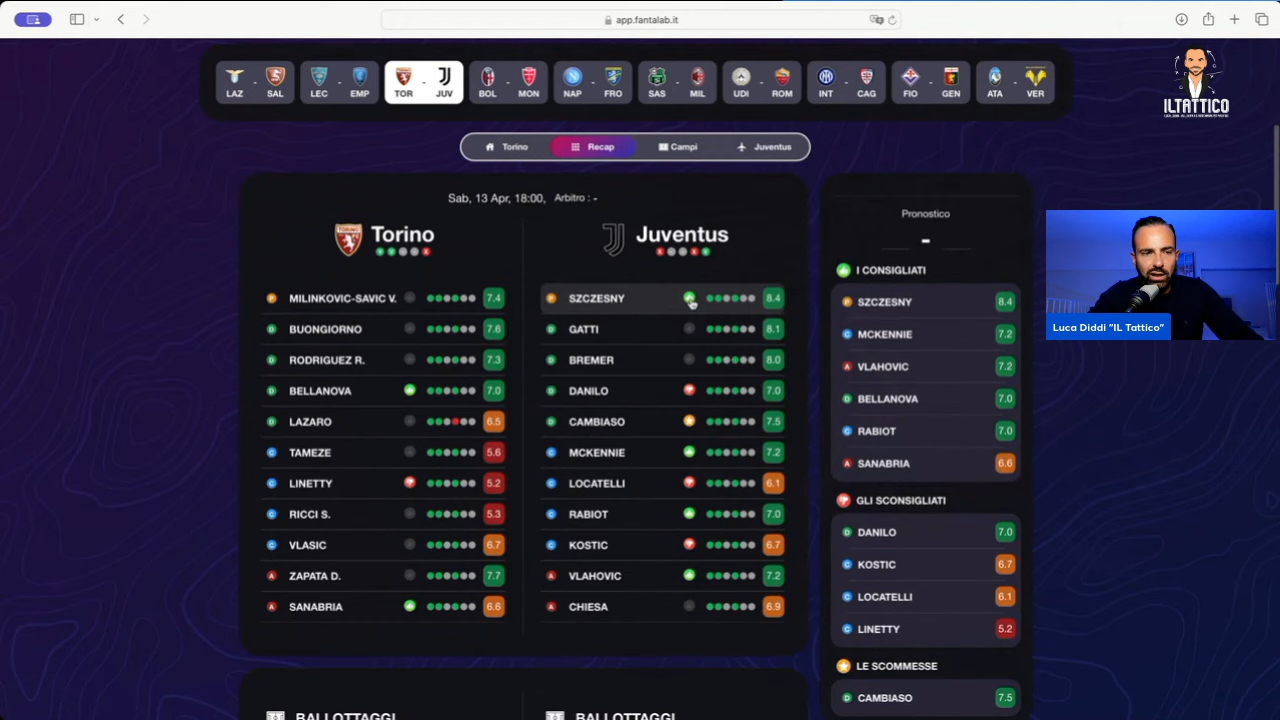 app.fantalab.it
LAZ - SAL
LEC - EMP
TOR - JUV
BOL - MON
NAP - FRO
SAS - MIL
UDI - ROM
INT - CAG
FIO - GEN
ATA - VER
ILTATTICO
Torino
Recap
Campi
Juventus
Sab, 13 Apr, 18:00, Arbitro : -
Torino
Juventus
P MILINKOVIC-SAVIC V. 7.4
D BUONGIORNO 7.6
D RODRIGUEZ R. 7.3
D BELLANOVA 7.0
D LAZARO 6.5
C TAMEZE 5.6
C LINETTY 5.2
C RICCI S. 5.3
C VLASIC 6.7
A ZAPATA D. 7.7
A SANABRIA 6.6
P SZCZESNY 8.4
D GATTI 8.1
D BREMER 8.0
D DANILO 7.0
D CAMBIASO 7.5
C MCKENNIE 7.2
C LOCATELLI 6.1
C RABIOT 7.0
C KOSTIC 6.7
A VLAHOVIC 7.2
A CHIESA 6.9
BALLOTTAGGI
BALLOTTAGGI
Pronostico
-
I CONSIGLIATI
P SZCZESNY 8.4
C MCKENNIE 7.2
A VLAHOVIC 7.2
D BELLANOVA 7.0
C RABIOT 7.0
A SANABRIA 6.6
GLI SCONSIGLIATI
D DANILO 7.0
C KOSTIC 6.7
C LOCATELLI 6.1
C LINETTY 5.2
LE SCOMMESSE
D CAMBIASO 7.5
Luca Diddi "IL Tattico"